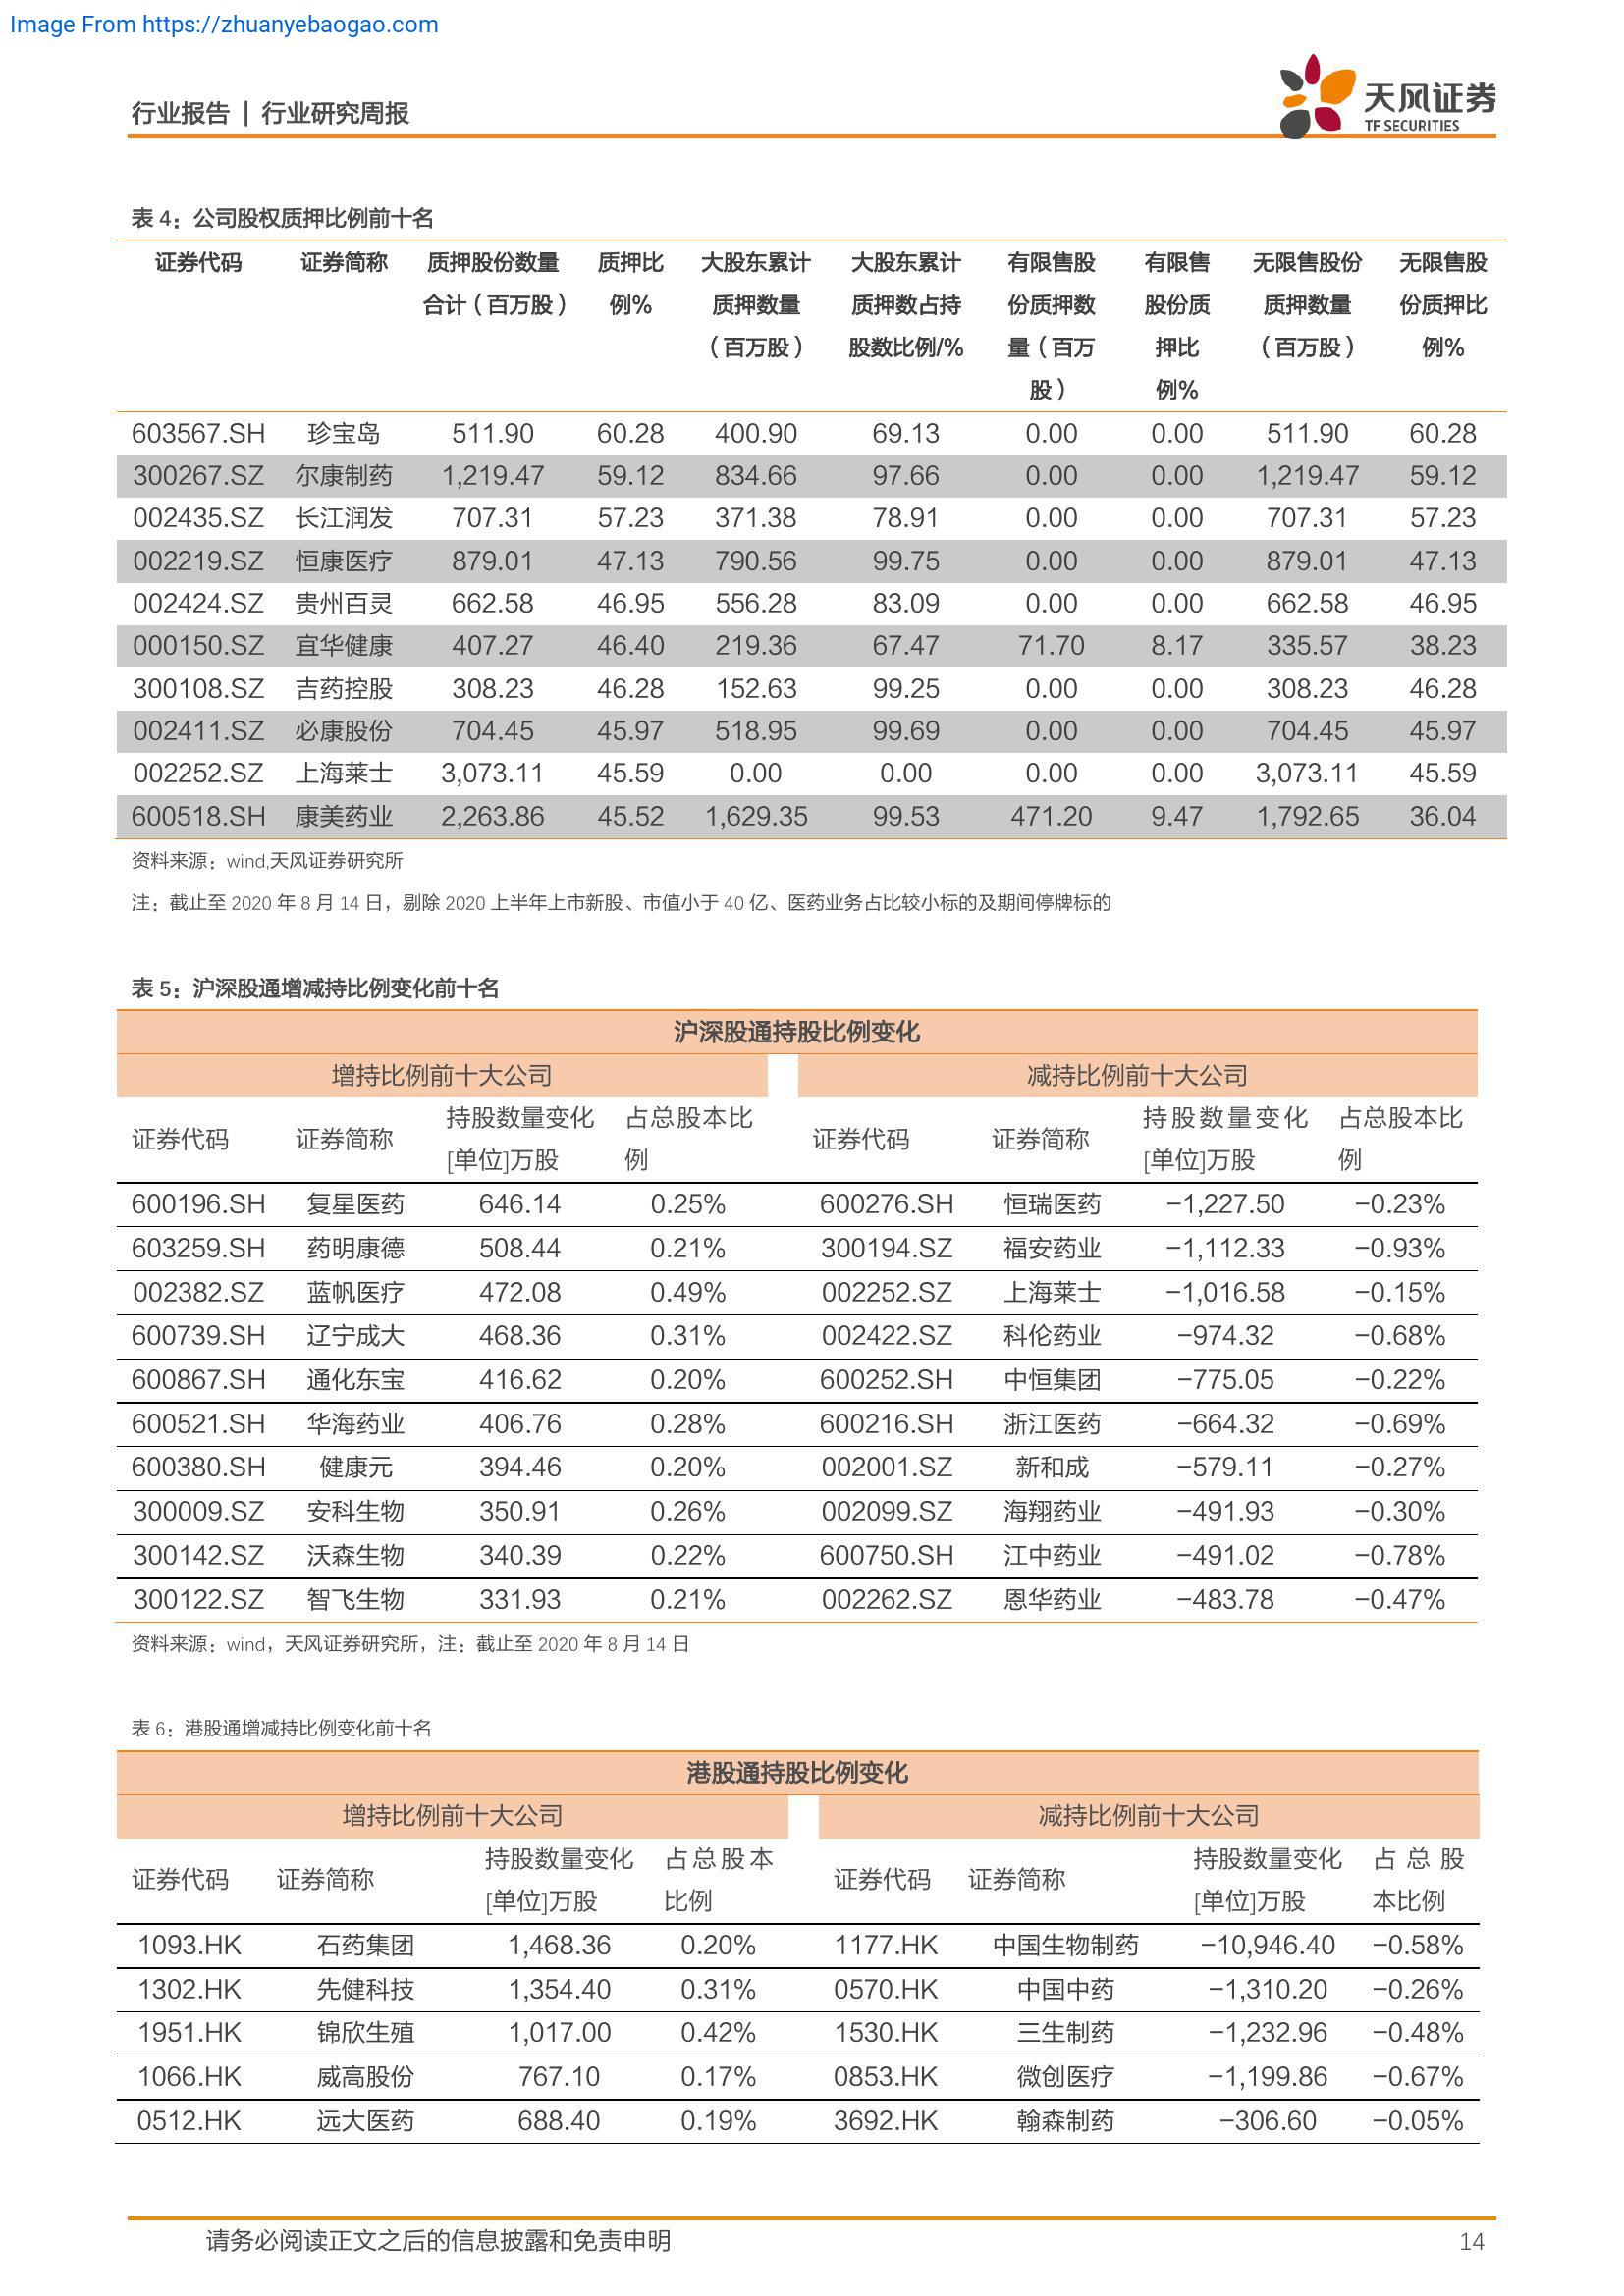 Image From https://zhuanyebaogao.com
行业报告 | 行业研究周报
天风证券
TF SECURITIES
表 4：公司股权质押比例前十名
证券代码 证券简称 质押股份数量 质押比 大股东累计 大股东累计 有限售股 有限售 无限售股份 无限售股
合计（百万股） 例% 质押数量 质押数占持 份质押数 股份质 质押数量 份质押比
（百万股） 股数比例/% 量（百万 押比 （百万股） 例%
股） 例%
603567.SH 珍宝岛 511.90 60.28 400.90 69.13 0.00 0.00 511.90 60.28
300267.SZ 尔康制药 1,219.47 59.12 834.66 97.66 0.00 0.00 1,219.47 59.12
002435.SZ 长江润发 707.31 57.23 371.38 78.91 0.00 0.00 707.31 57.23
002219.SZ 恒康医疗 879.01 47.13 790.56 99.75 0.00 0.00 879.01 47.13
002424.SZ 贵州百灵 662.58 46.95 556.28 83.09 0.00 0.00 662.58 46.95
000150.SZ 宜华健康 407.27 46.40 219.36 67.47 71.70 8.17 335.57 38.23
300108.SZ 吉药控股 308.23 46.28 152.63 99.25 0.00 0.00 308.23 46.28
002411.SZ 必康股份 704.45 45.97 518.95 99.69 0.00 0.00 704.45 45.97
002252.SZ 上海莱士 3,073.11 45.59 0.00 0.00 0.00 0.00 3,073.11 45.59
600518.SH 康美药业 2,263.86 45.52 1,629.35 99.53 471.20 9.47 1,792.65 36.04
资料来源：wind,天风证券研究所
注：截止至 2020 年 8 月 14 日，剔除 2020 上半年上市新股、市值小于 40 亿、医药业务占比较小标的及期间停牌标的
表 5：沪深股通增减持比例变化前十名
沪深股通持股比例变化
增持比例前十大公司 减持比例前十大公司
证券代码 证券简称 持股数量变化 占总股本比 证券代码 证券简称 持股数量变化 占总股本比
[单位]万股 例 [单位]万股 例
600196.SH 复星医药 646.14 0.25% 600276.SH 恒瑞医药 −1,227.50 −0.23%
603259.SH 药明康德 508.44 0.21% 300194.SZ 福安药业 −1,112.33 −0.93%
002382.SZ 蓝帆医疗 472.08 0.49% 002252.SZ 上海莱士 −1,016.58 −0.15%
600739.SH 辽宁成大 468.36 0.31% 002422.SZ 科伦药业 −974.32 −0.68%
600867.SH 通化东宝 416.62 0.20% 600252.SH 中恒集团 −775.05 −0.22%
600521.SH 华海药业 406.76 0.28% 600216.SH 浙江医药 −664.32 −0.69%
600380.SH 健康元 394.46 0.20% 002001.SZ 新和成 −579.11 −0.27%
300009.SZ 安科生物 350.91 0.26% 002099.SZ 海翔药业 −491.93 −0.30%
300142.SZ 沃森生物 340.39 0.22% 600750.SH 江中药业 −491.02 −0.78%
300122.SZ 智飞生物 331.93 0.21% 002262.SZ 恩华药业 −483.78 −0.47%
资料来源：wind，天风证券研究所，注：截止至 2020 年 8 月 14 日
表 6：港股通增减持比例变化前十名
港股通持股比例变化
增持比例前十大公司 减持比例前十大公司
证券代码 证券简称 持股数量变化 占总股本 证券代码 证券简称 持股数量变化 占总股
[单位]万股 比例 [单位]万股 本比例
1093.HK 石药集团 1,468.36 0.20% 1177.HK 中国生物制药 −10,946.40 −0.58%
1302.HK 先健科技 1,354.40 0.31% 0570.HK 中国中药 −1,310.20 −0.26%
1951.HK 锦欣生殖 1,017.00 0.42% 1530.HK 三生制药 −1,232.96 −0.48%
1066.HK 威高股份 767.10 0.17% 0853.HK 微创医疗 −1,199.86 −0.67%
0512.HK 远大医药 688.40 0.19% 3692.HK 翰森制药 −306.60 −0.05%
请务必阅读正文之后的信息披露和免责申明 14